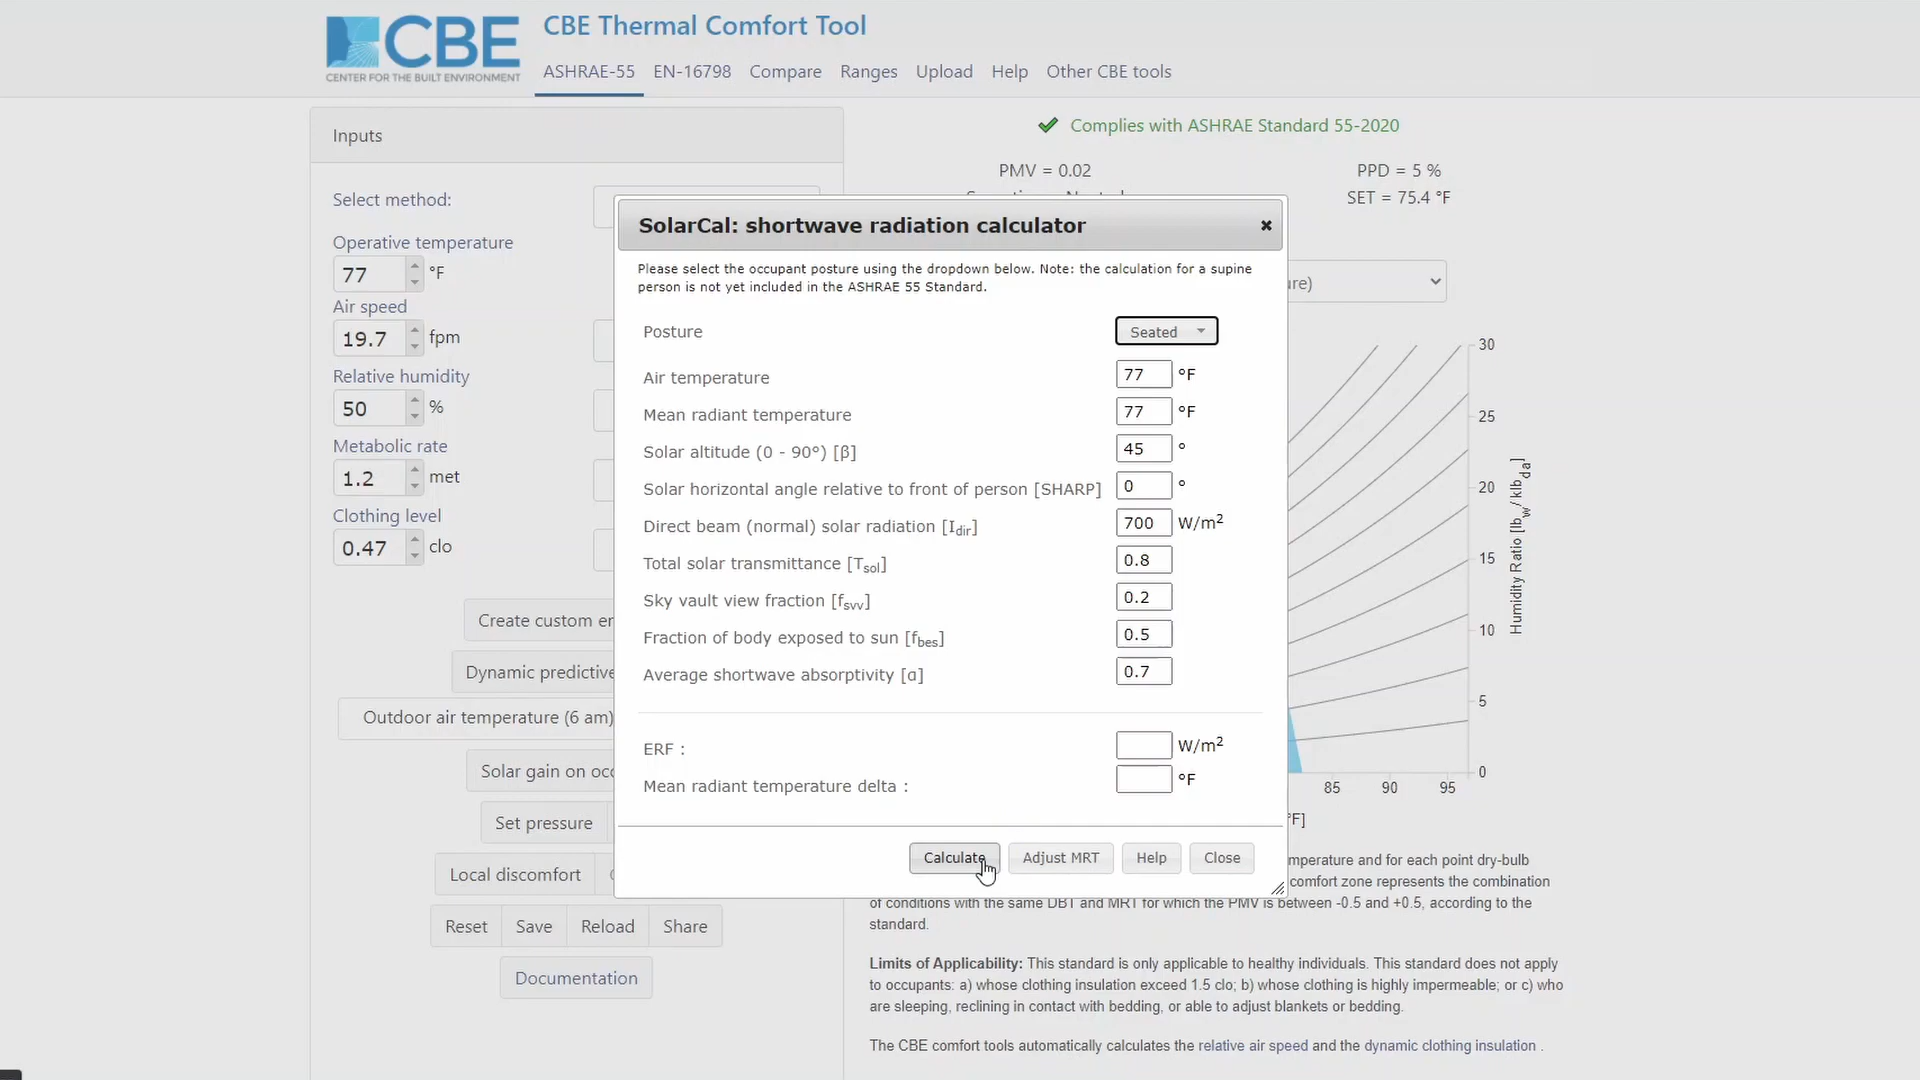 CBE
CENTER FOR THE BUILT ENVIRONMENT
CBE Thermal Comfort Tool
ASHRAE-55 EN-16798 Compare Ranges Upload Help Other CBE tools
Inputs
Select method:
Operative temperature
77 °F
Air speed
19.7 fpm
Relative humidity
50 %
Metabolic rate
1.2 met
Clothing level
0.47 clo
Create custom en
Dynamic predictive
Outdoor air temperature (6 am)
Solar gain on occ
Set pressure
Local discomfort
Reset Save Reload Share
Documentation
Complies with ASHRAE Standard 55-2020
PMV = 0.02 PPD = 5 %
SET = 75.4 °F
ure)
SolarCal: shortwave radiation calculator
Please select the occupant posture using the dropdown below. Note: the calculation for a supine
person is not yet included in the ASHRAE 55 Standard.
Posture Seated
Air temperature 77 °F
Mean radiant temperature 77 °F
Solar altitude (0 - 90°) [β] 45 °
Solar horizontal angle relative to front of person [SHARP] 0 °
Direct beam (normal) solar radiation [Idir] 700 W/m²
Total solar transmittance [Tsol] 0.8
Sky vault view fraction [fsvv] 0.2
Fraction of body exposed to sun [fbes] 0.5
Average shortwave absorptivity [α] 0.7
ERF : W/m²
Mean radiant temperature delta : °F
Calculate Adjust MRT Help Close
30
25
20
15
10
5
0
Humidity Ratio [lbw/klbda]
85 90 95
°F]
mperature and for each point dry-bulb
comfort zone represents the combination
of conditions with the same DBT and MRT for which the PMV is between -0.5 and +0.5, according to the
standard.
Limits of Applicability: This standard is only applicable to healthy individuals. This standard does not apply
to occupants: a) whose clothing insulation exceed 1.5 clo; b) whose clothing is highly impermeable; or c) who
are sleeping, reclining in contact with bedding, or able to adjust blankets or bedding.
The CBE comfort tools automatically calculates the relative air speed and the dynamic clothing insulation .